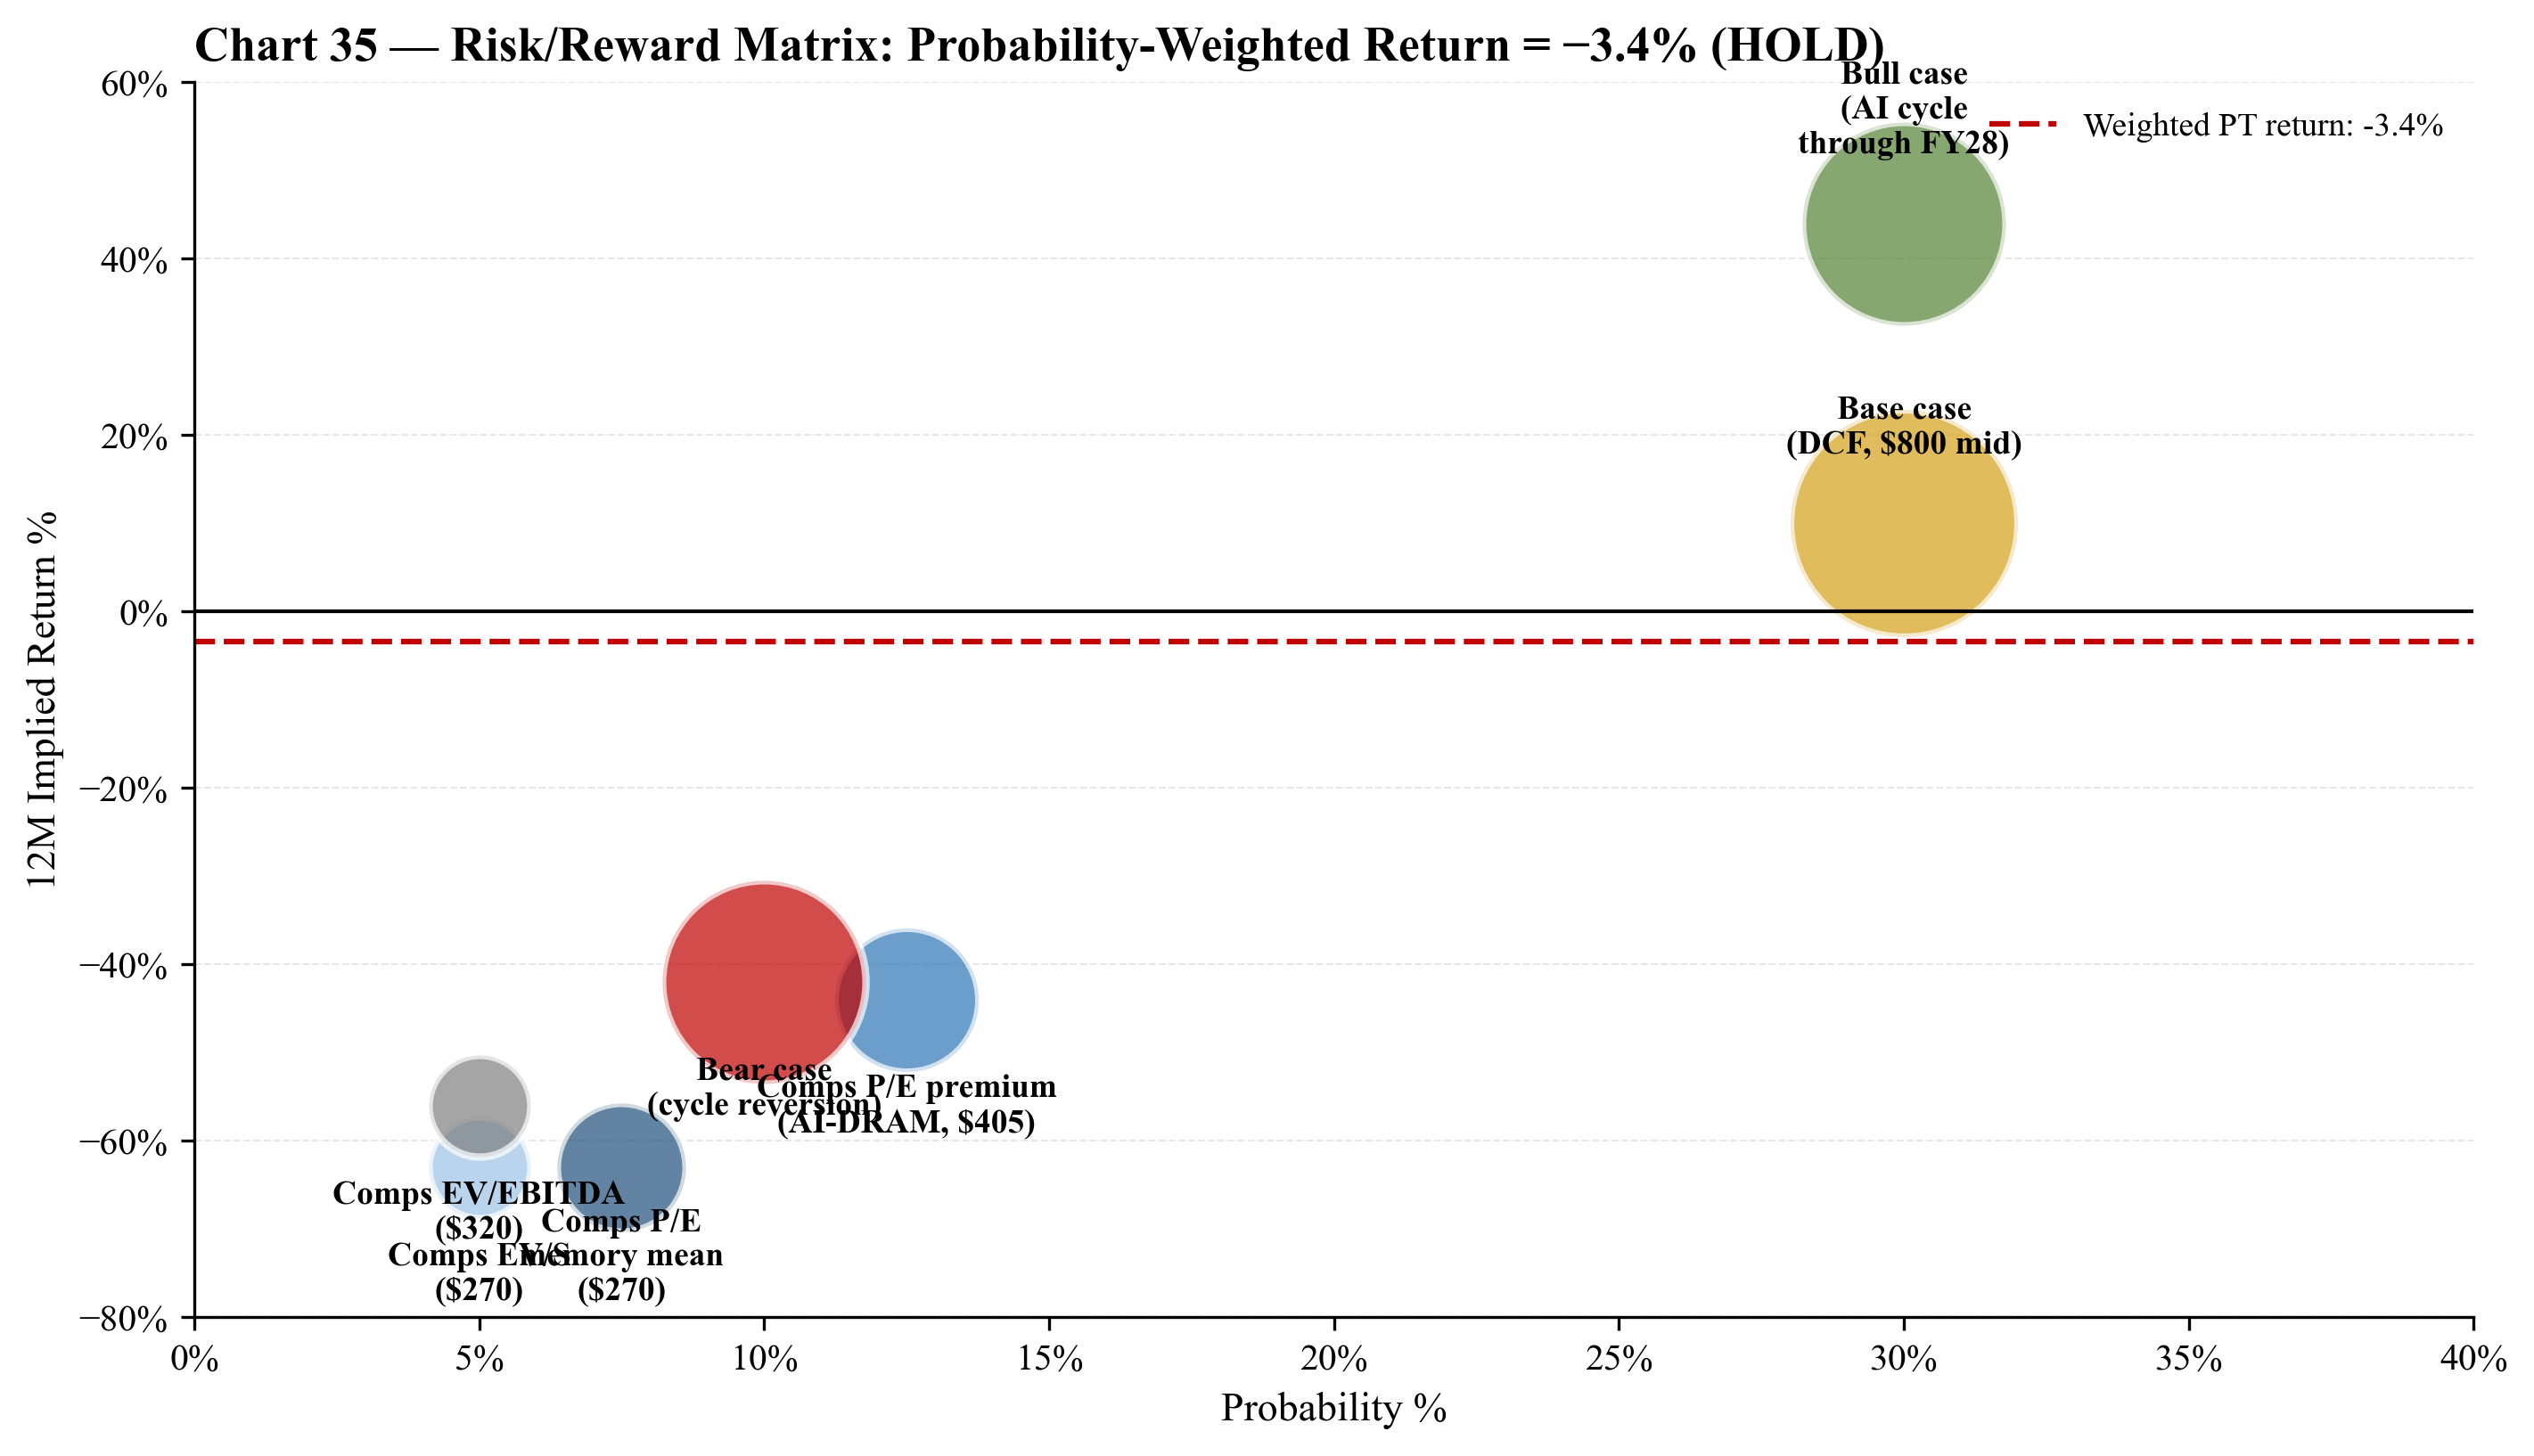 Chart 35 — Risk/Reward Matrix: Probability-Weighted Return = −3.4% (HOLD)
60%
40%
20%
0%
−20%
−40%
−60%
−80%
12M Implied Return %
Bull case
(AI cycle
through FY28)
Weighted PT return: -3.4%
Base case
(DCF, $800 mid)
Bear case
(cycle reversion)
Comps P/E premium
(AI-DRAM, $405)
Comps EV/EBITDA
($320)
Comps EV/S
($270)
Comps P/E
memory mean
($270)
0%
5%
10%
15%
20%
25%
30%
35%
40%
Probability %